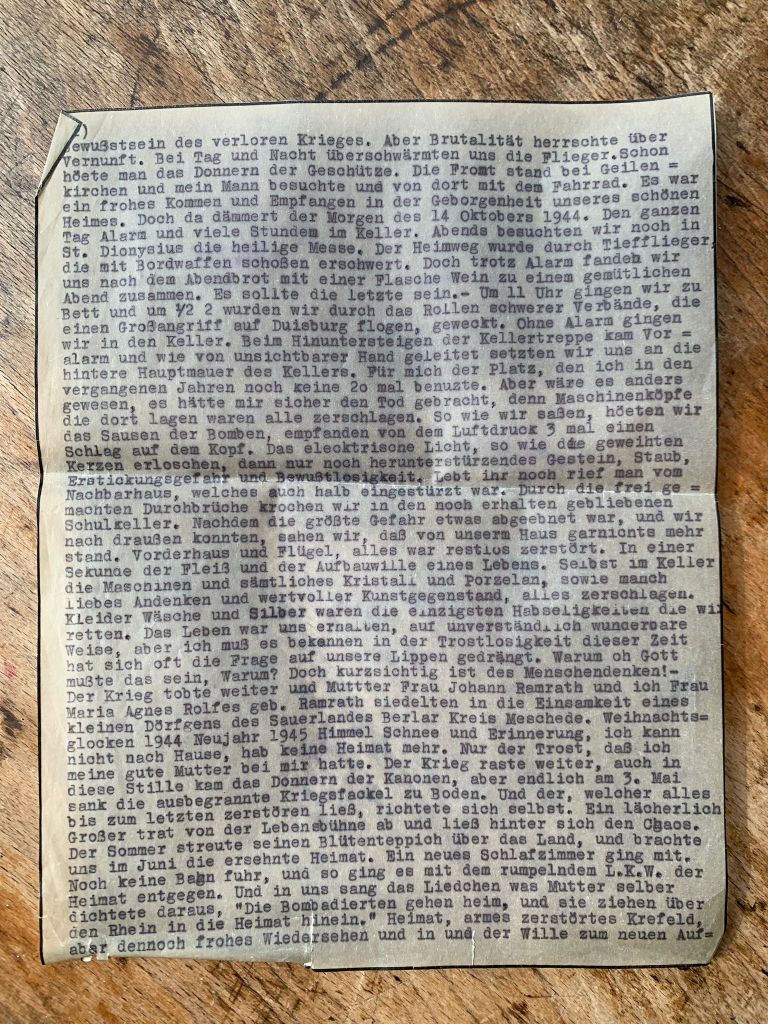 ewußstsein des verloren Krieges. Aber Brutalität herrschte über
Vernunft. Bei Tag und Nacht überschwärmten uns die Flieger.Schon
höete man das Donnern der Geschütze. Die Fromt stand bei Geilen =
kirchen und mein Mann besuchte und von dort mit dem Fahrrad. Es war
ein frohes Kommen und Empfangen in der Geborgenheit unseres schönen
Heimes. Doch da dämmert der Morgen des 14 Oktobers 1944. Den ganzen
Tag Alarm und viele Stundem im Keller. Abends besuchten wir noch in
St. Dionysius die heilige Messe. Der Heimweg wurde durch Tiefflieger,
die mit Bordwaffen schoßen erschwert. Doch trotz Alarm fandeh wir
uns nach dem Abendbrot mit einer Flasche Wein zu einem gemütlichen
Abend zusammen. Es sollte die letzte sein.- Um 11 Uhr gingen wir zu
Bett und um ½ 2 wurden wir durch das Rollen schwerer Verbände, die
einen Großangriff auf Duisburg flogen, geweckt. Ohne Alarm gingen
wir in den Keller. Beim Hinuntersteigen der Kellertreppe kam Vor =
alarm und wie von unsichtbarer Hand geleitet setzten wir uns an die
hintere Hauptmauer des Kellers. Für mich der Platz, den ich in den
vergangenen Jahren noch keine 2o mal benuzte. Aber wäre es anders
gewesen, es hätte mir sicher den Tod gebracht, denn Maschinenköpfe
die dort lagen waren alle zerschlagen. So wie wir saßen, höeten wir
das Sausen der Bomben, empfanden von dem Luftdruck 3 mal einen
Schlag auf dem Kopf. Das elecktrische Licht, so wie die geweihten
Kerzen erloschen, dann nur noch herunterstürzendes Gestein, Staub,
Erstickungsgefahr und Bewußtlosigkeit. Lebt ihr noch rief man vom
Nachbarhaus, welches auch halb eingestürzt war. Durch die frei ge =
machten Durchbrüche krochen wir in den noch erhalten gebliebenen
Schulkeller. Nachdem die größte Gefahr etwas abgeebnet war, und wir
nach draußen konnten, sahen wir, daß von unserm Haus garnichts mehr
stand. Vorderhaus und Flügel, alles war restlos zerstört. In einer
Sekunde der Fleiß und der Aufbauwille eines Lebens. Selbst im Keller
die Maschinen und sämtliches Kristall und Porzelan, sowie manch
liebes Andenken und wertvoller Kunstgegenstand, alles zerschlagen.
Kleider Wäsche und Silber waren die einzigsten Habseligkeiten die wir
retten. Das Leben war uns erhalten, auf unverständlich wunderbare
Weise, aber ich muß es bekennen in der Trostlosigkeit dieser Zeit
hat sich oft die Frage auf unsere Lippen gedrängt. Warum oh Gott
mußte das sein, Warum? Doch kurzsichtig ist des Menschendenken!-
Der Krieg tobte weiter und Muttter Frau Johann Ramrath und ich Frau
Maria Agnes Rolfes geb. Ramrath siedelten in die Einsamkeit eines
kleinen Dörfgens des Sauerlandes Berlar Kreis Meschede. Weihnachts=
glocken 1944 Neujahr 1945 Himmel Schnee und Erinnerung, ich kann
nicht nach Hause, hab keine Heimat mehr. Nur der Trost, daß ich
meine gute Mutter bei mir hatte. Der Krieg raste weiter, auch in
diese Stille kam das Donnern der Kanonen, aber endlich am 3. Mai
sank die ausbegrannte Kriegsfackel zu Boden. Und der, welcher alles
bis zum letzten zerstören ließ, richtete sich selbst. Ein lächerlich
Großer trat von der Lebensbühne ab und ließ hinter sich den Chaos.
Der Sommer streute seinen Blütenteppich über das Land, und brachte
uns im Juni die ersehnte Heimat. Ein neues Schlafzimmer ging mit.
Noch keine Bahn fuhr, und so ging es mit dem rumpelndem L.K.W. der
Heimat entgegen. Und in uns sang das Liedchen was Mutter selber
dichtete daraus, "Die Bombadierten gehen heim, und sie ziehen über
den Rhein in die Heimat hinein." Heimat, armes zerstörtes Krefeld,
abar dennoch frohes Wiedersehen und in und der Wille zum neuen Auf=